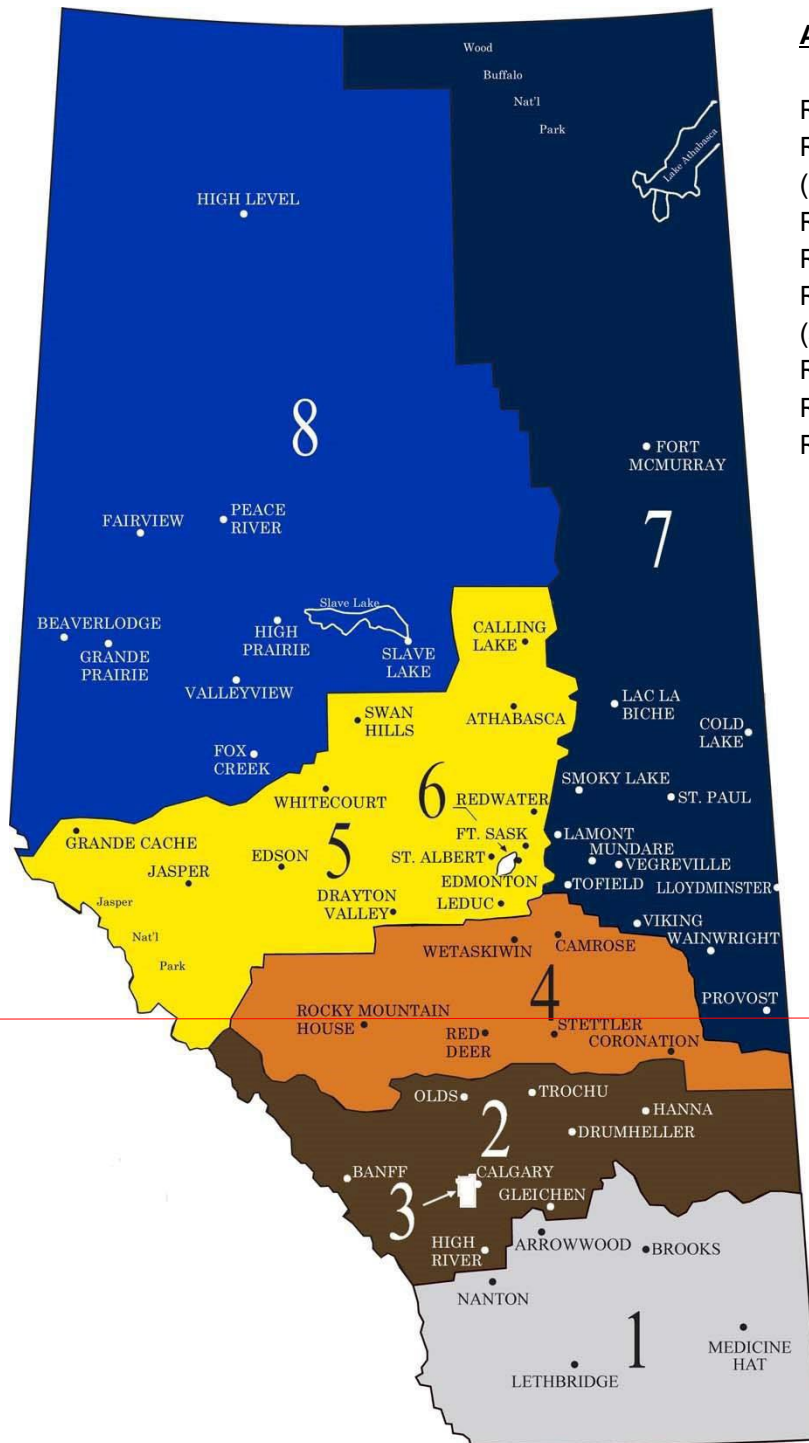 A
Wood
Buffalo
Nat'l
Park
Lake Athabasca
R
R
(
R
R
R
(
R
R
R
HIGH LEVEL
8
FORT
MCMURRAY
7
PEACE
RIVER
FAIRVIEW
Slave Lake
BEAVERLODGE
GRANDE
PRAIRIE
HIGH
PRAIRIE
SLAVE
LAKE
CALLING
LAKE
VALLEYVIEW
SWAN
HILLS
ATHABASCA
LAC LA
BICHE
COLD
LAKE
FOX
CREEK
WHITECOURT
6
REDWATER
SMOKY LAKE
ST. PAUL
GRANDE CACHE
5
FT. SASK
LAMONT
MUNDARE
JASPER
EDSON
ST. ALBERT
EDMONTON
VEGREVILLE
TOFIELD
LLOYDMINSTER
Jasper
Nat'l
Park
DRAYTON
VALLEY
LEDUC
VIKING
WAINWRIGHT
WETASKIWIN
CAMROSE
4
PROVOST
ROCKY MOUNTAIN
HOUSE
RED
DEER
STETTLER
CORONATION
OLDS
TROCHU
HANNA
2
DRUMHELLER
BANFF
CALGARY
3
GLEICHEN
HIGH
RIVER
ARROWWOOD
BROOKS
NANTON
1
MEDICINE
HAT
LETHBRIDGE